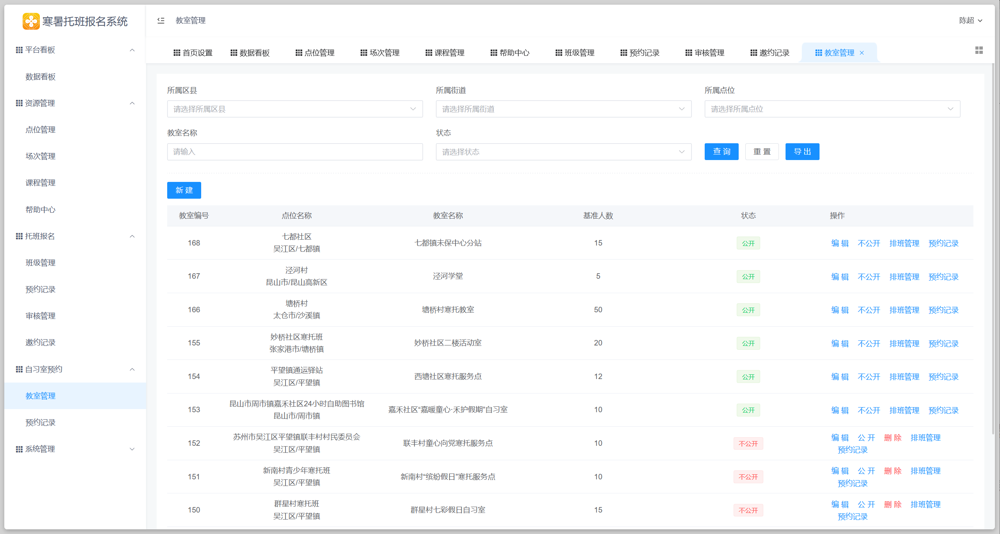 寒暑托班报名系统
教室管理
陈超
平台看板
数据看板
资源管理
点位管理
场次管理
课程管理
帮助中心
托班报名
班级管理
预约记录
审核管理
邀约记录
自习室预约
教室管理
预约记录
系统管理
首页设置 数据看板 点位管理 场次管理 课程管理 帮助中心 班级管理 预约记录 审核管理 邀约记录 教室管理
所属区县 所属街道 所属点位
请选择所属区县 请选择所属街道 请选择所属点位
教室名称 状态
请输入 请选择状态 查 询 重 置 导 出
新 建
教室编号 点位名称 教室名称 基准人数 状态 操作
168 七都社区 七都镇未保中心分站 15 公开 编 辑 不公开 排班管理 预约记录
吴江区/七都镇
167 泾河村 泾河学堂 5 公开 编 辑 不公开 排班管理 预约记录
昆山市/昆山高新区
166 塘桥村 塘桥村寒托教室 50 公开 编 辑 不公开 排班管理 预约记录
太仓市/沙溪镇
155 妙桥社区寒托班 妙桥社区二楼活动室 20 公开 编 辑 不公开 排班管理 预约记录
张家港市/塘桥镇
154 平望镇通运驿站 西塘社区寒托服务点 12 公开 编 辑 不公开 排班管理 预约记录
吴江区/平望镇
153 昆山市周市镇嘉禾社区24小时自助图书馆 嘉禾社区“嘉暖童心·禾护假期”自习室 10 公开 编 辑 不公开 排班管理 预约记录
昆山市/周市镇
152 苏州市吴江区平望镇联丰村村民委员会 联丰村童心向党寒托服务点 10 不公开 编 辑 公 开 删 除 排班管理
吴江区/平望镇 预约记录
151 新南村青少年寒托班 新南村“缤纷假日”寒托服务点 10 不公开 编 辑 公 开 删 除 排班管理
吴江区/平望镇 预约记录
150 群星村寒托班 群星村七彩假日自习室 15 不公开 编 辑 公 开 删 除 排班管理
吴江区/平望镇 预约记录